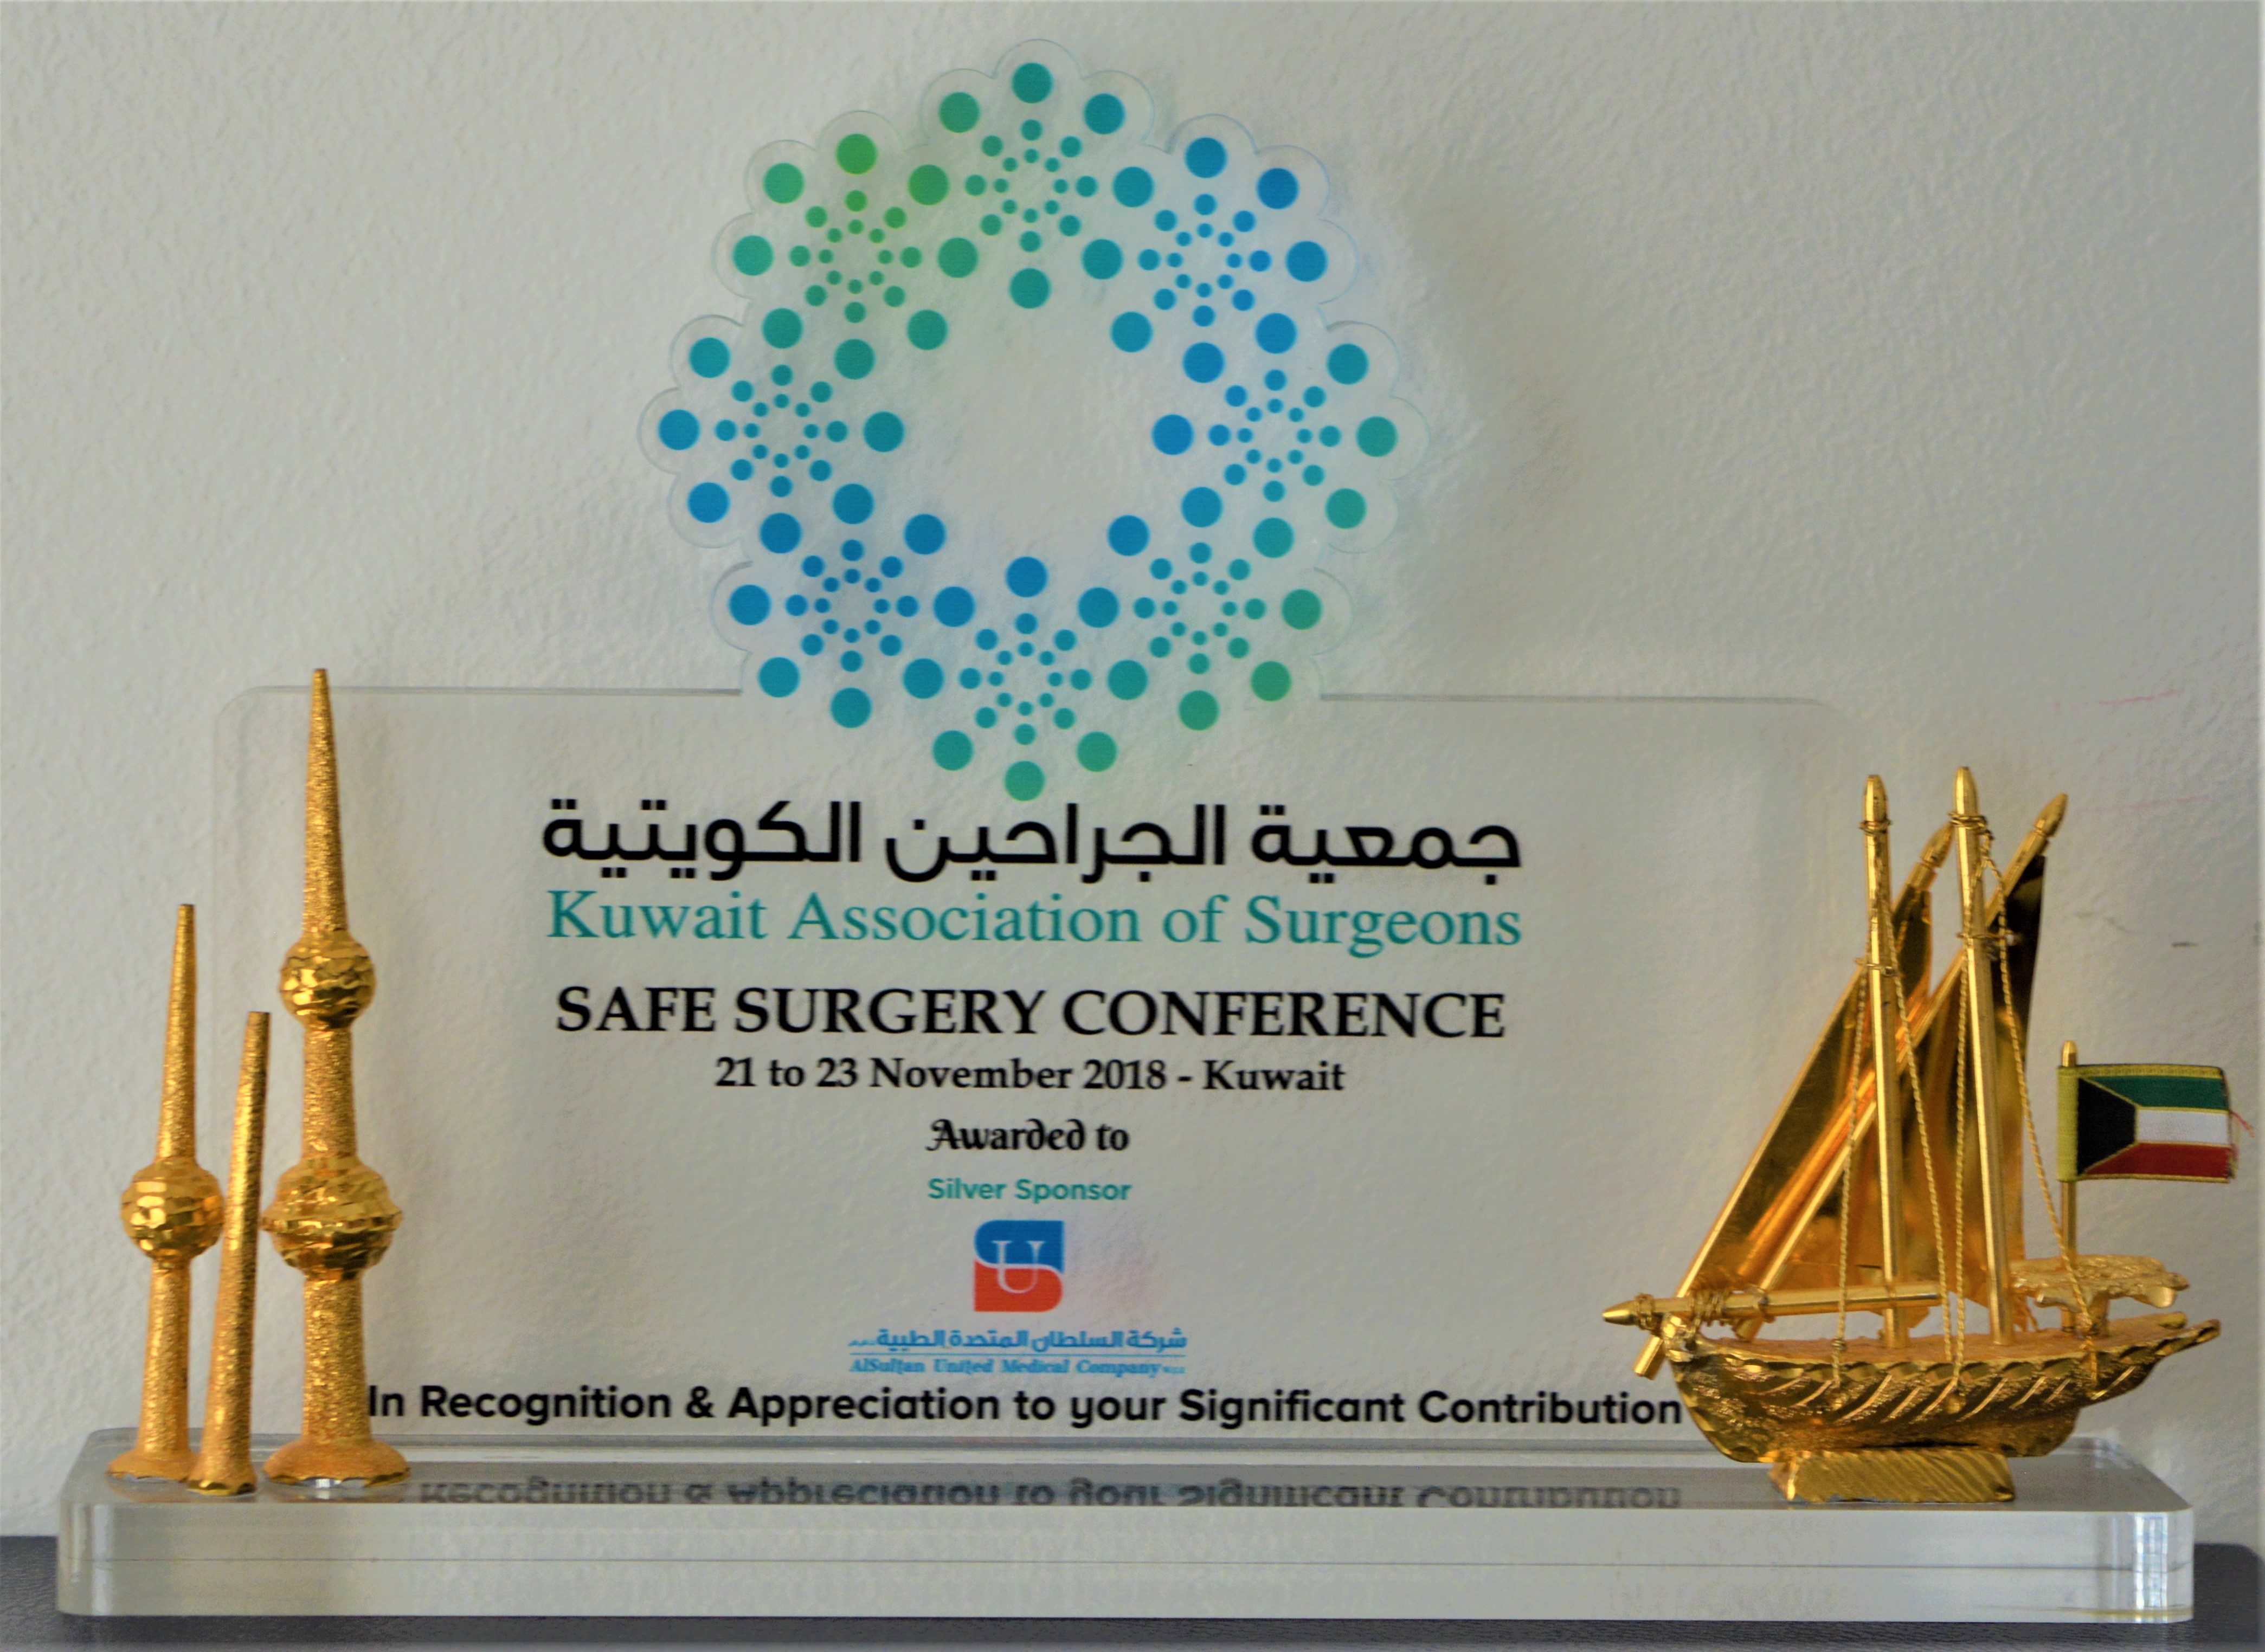 جمعية الجراحين الكويتية
Kuwait Association of Surgeons
SAFE SURGERY CONFERENCE
21 to 23 November 2018 - Kuwait
Awarded to
Silver Sponsor
U
شركة السلطان المتحدة الطبية
AlSultan United Medical Company
In Recognition & Appreciation to your Significant Contribution